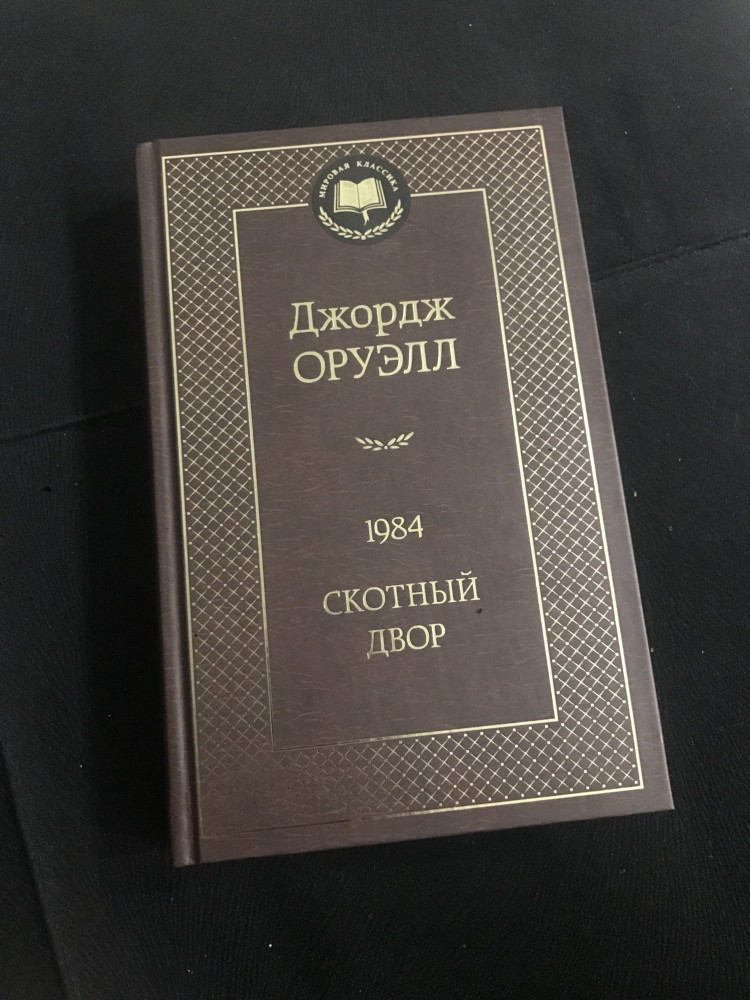 МИРОВАЯ КЛАССИКА
Джордж
ОРУЭЛЛ
1984
СКОТНЫЙ
ДВОР